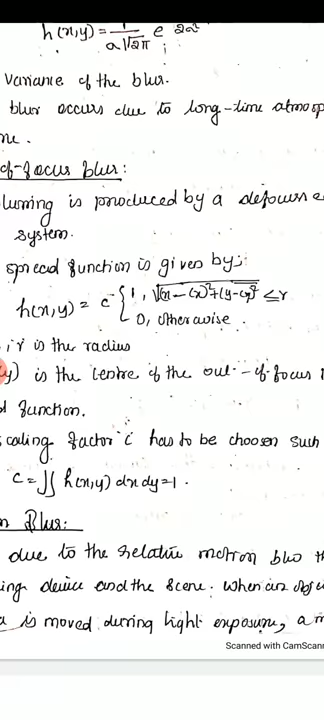 h(x,y) = 1/a√2π e 2a²
variance of the blur.
blur occurs due to long-time atmosp
me.
of-focus blur:
luring is produced by a defocused
system.
spread function is given by;
h(x,y) = c { 1, √(x-cx)²+(y-cy)² ≤ r
0, otherwise.
, r is the radius
y) is the centre of the out-of-focus
d function.
scaling factor c has to be choosen such
c = ∬ h(x,y) dx dy = 1.
n Blur:
due to the relative motion b/w th
ing device and the scene. when an obj
a is moved during light exposure, a m
Scanned with CamScann